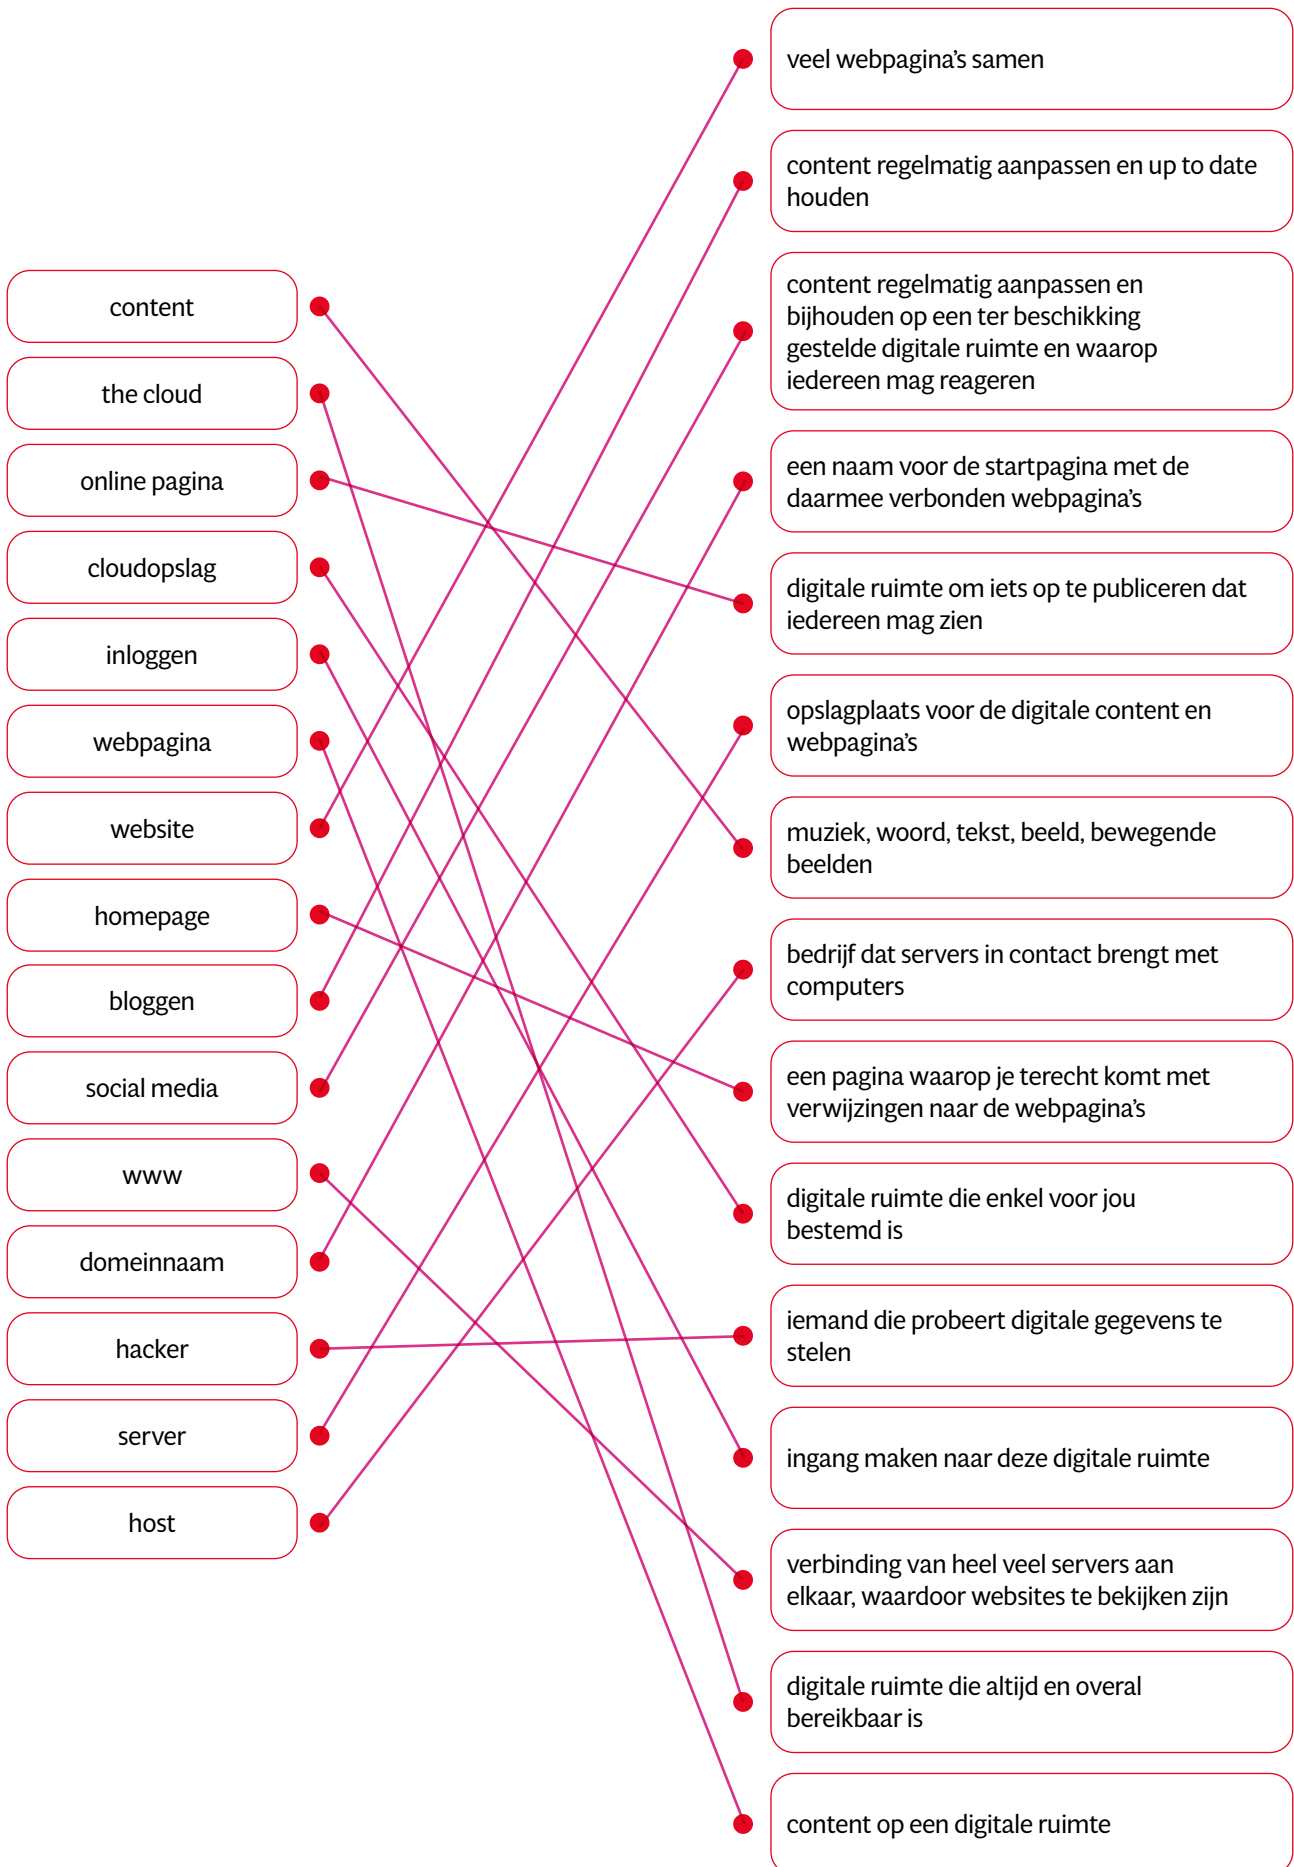 content
the cloud
online pagina
cloudopslag
inloggen
webpagina
website
homepage
bloggen
social media
www
domeinnaam
hacker
server
host
veel webpagina's samen
content regelmatig aanpassen en up to date
houden
content regelmatig aanpassen en
bijhouden op een ter beschikking
gestelde digitale ruimte en waarop
iedereen mag reageren
een naam voor de startpagina met de
daarmee verbonden webpagina's
digitale ruimte om iets op te publiceren dat
iedereen mag zien
opslagplaats voor de digitale content en
webpagina's
muziek, woord, tekst, beeld, bewegende
beelden
bedrijf dat servers in contact brengt met
computers
een pagina waarop je terecht komt met
verwijzingen naar de webpagina's
digitale ruimte die enkel voor jou
bestemd is
iemand die probeert digitale gegevens te
stelen
ingang maken naar deze digitale ruimte
verbinding van heel veel servers aan
elkaar, waardoor websites te bekijken zijn
digitale ruimte die altijd en overal
bereikbaar is
content op een digitale ruimte